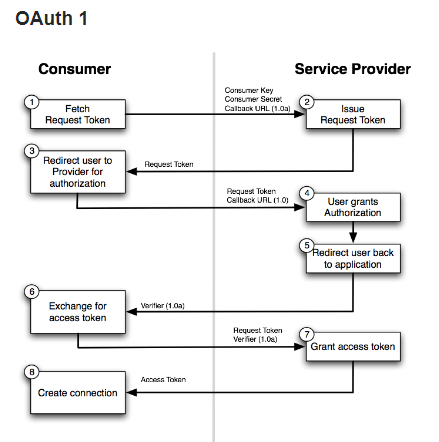 OAuth 1
Consumer
Service Provider
Consumer Key
Consumer Secret
Callback URL (1.0a)
1
Fetch
Request Token
2
Issue
Request Token
3
Redirect user to
Provider for
authorization
Request Token
Request Token
Callback URL (1.0)
4
User grants
Authorization
5
Redirect user back
to application
6
Exchange for
access token
Verifier (1.0a)
Request Token
Verifier (1.0a)
7
Grant access token
8
Create connection
Access Token